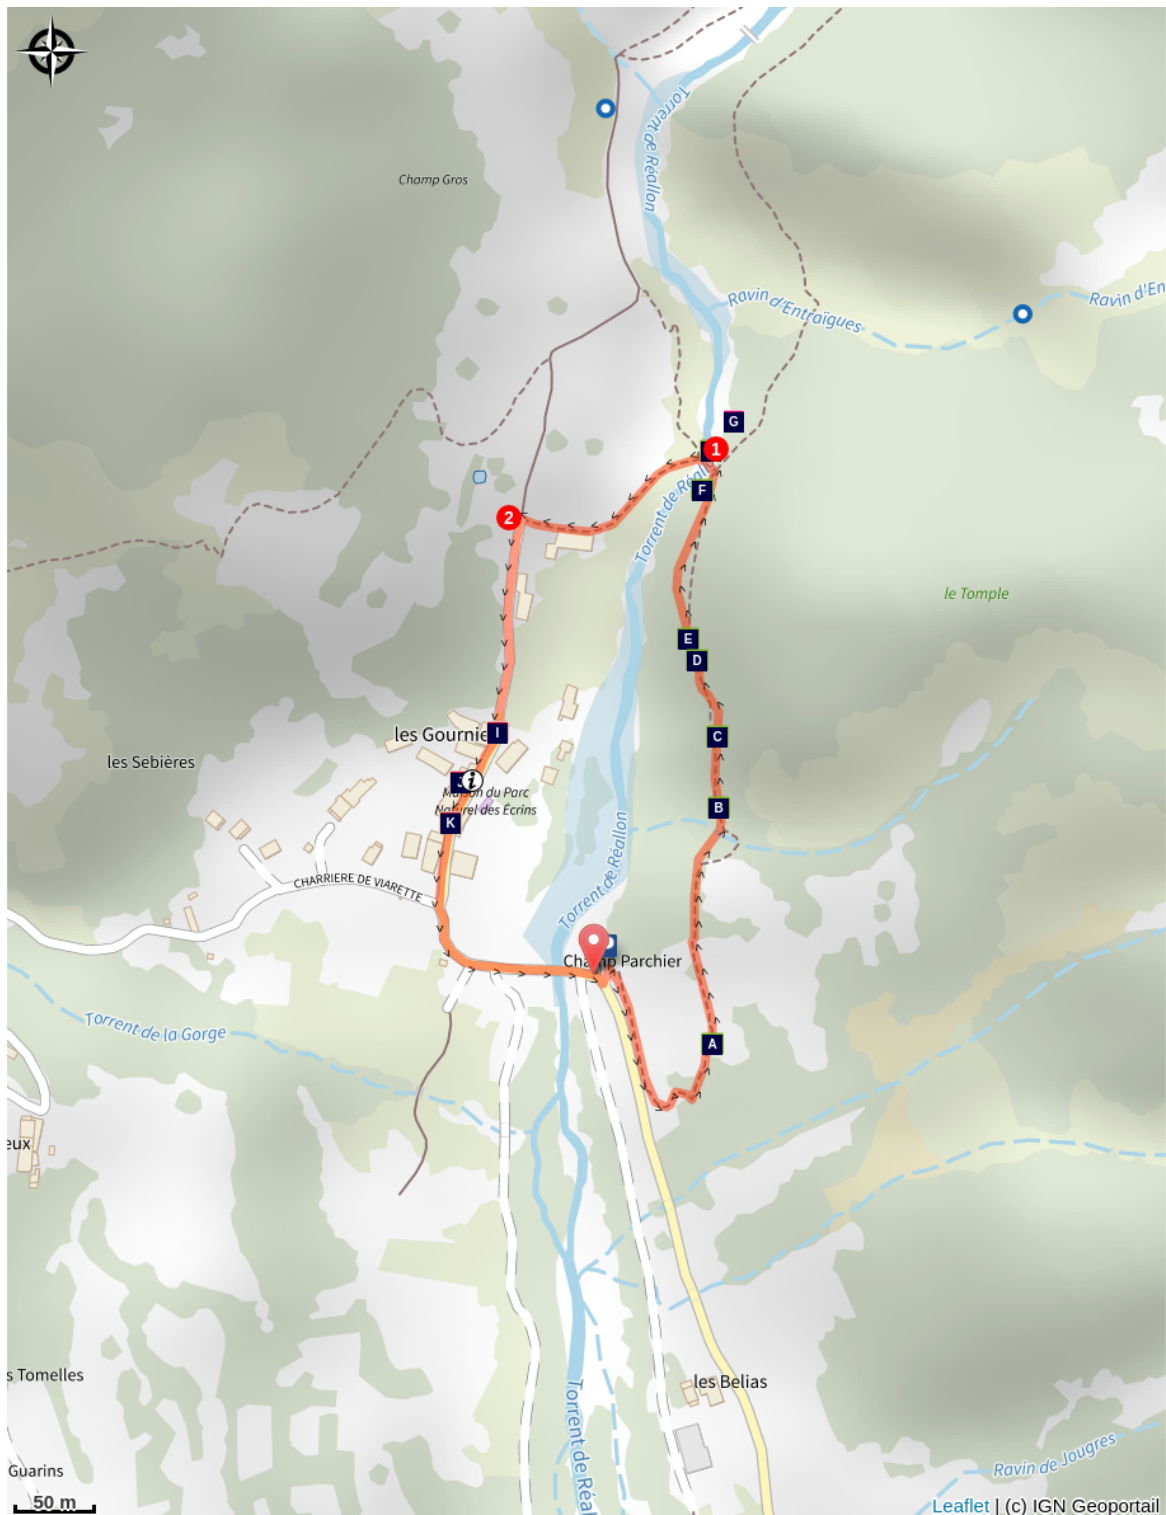 Torrent de Réallon
Champ Gros
Ravin d'Entraïgues
Ravin d'En
G
1
F
Torrent de Réall
2
le Tomple
E
D
les Gournie
I
C
les Sebières
i
Maison du Parc
Naturel des Écrins
B
K
CHARRIERE DE VIARETTE
Torrent de Réallon
Champ Parchier
Torrent de la Gorge
A
eux
s Tomelles
les Belias
Torrent de Réal
Ravin de Jougres
Guarins
50 m
Leaflet | (c) IGN Geoportail